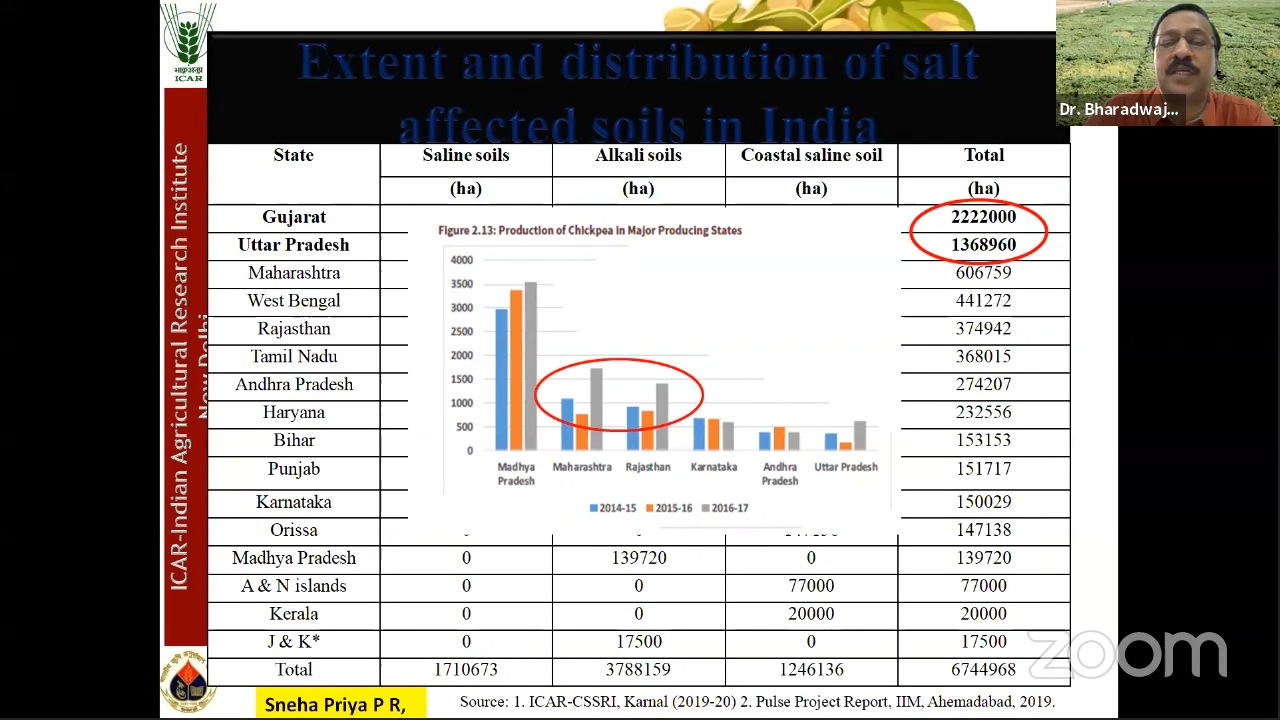 भाकृअनुप
ICAR
Extent and distribution of salt
affected soils in India
Dr. Bharadwaj...
ICAR-Indian Agricultural Research Institute
New Delhi
State Saline soils Alkali soils Coastal saline soil Total
(ha) (ha) (ha) (ha)
Gujarat 2222000
Uttar Pradesh 1368960
Maharashtra 606759
West Bengal 441272
Rajasthan 374942
Tamil Nadu 368015
Andhra Pradesh 274207
Haryana 232556
Bihar 153153
Punjab 151717
Karnataka 150029
Orissa 147138
Madhya Pradesh 0 139720 0 139720
A & N islands 0 0 77000 77000
Kerala 0 0 20000 20000
J & K* 0 17500 0 17500
Total 1710673 3788159 1246136 6744968
Figure 2.13: Production of Chickpea in Major Producing States
4000
3500
3000
2500
2000
1500
1000
500
0
Madhya Maharashtra Rajasthan Karnataka Andhra Uttar Pradesh
Pradesh Pradesh
2014-15 2015-16 2016-17
zoom
Sneha Priya P R,
Source: 1. ICAR-CSSRI, Karnal (2019-20) 2. Pulse Project Report, IIM, Ahemadabad, 2019.